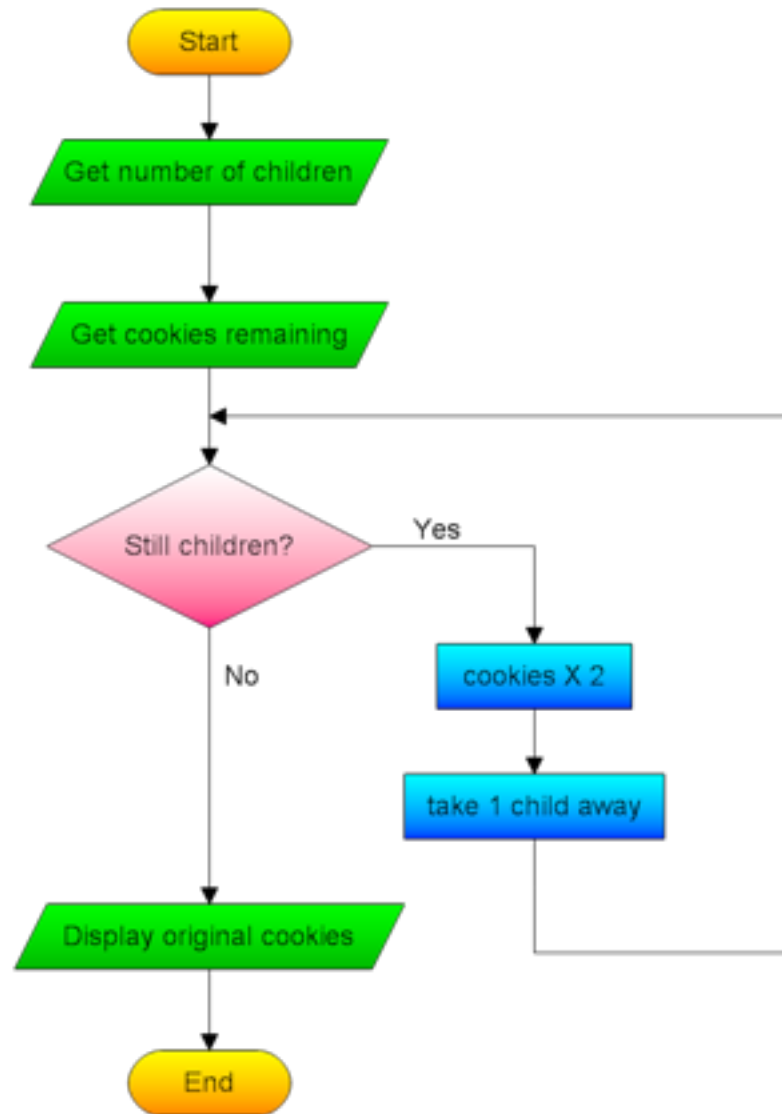 Start
Get number of children
Get cookies remaining
Still children?
Yes
No
cookies X 2
take 1 child away
Display original cookies
End